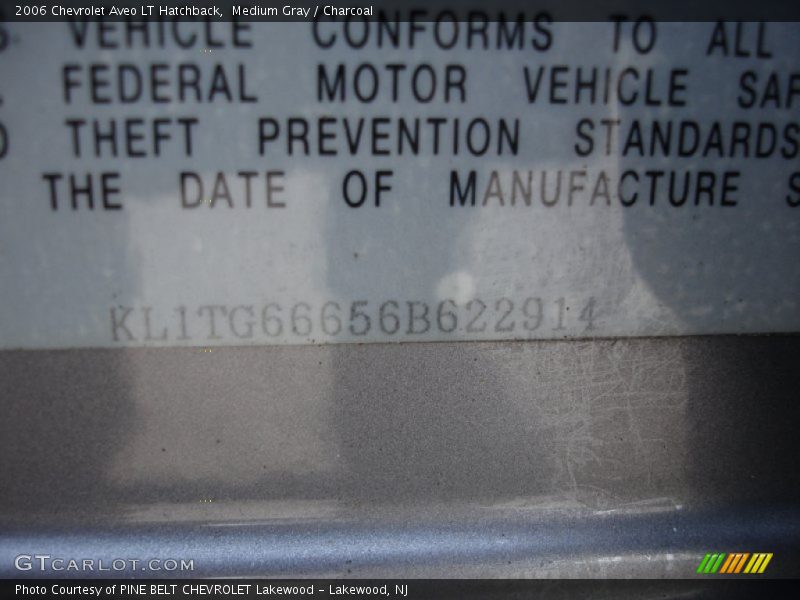 2006 Chevrolet Aveo LT Hatchback, Medium Gray / Charcoal
VEHICLE CONFORMS TO ALL
FEDERAL MOTOR VEHICLE SAF
THEFT PREVENTION STANDARDS
THE DATE OF MANUFACTURE S
KL1TG66656B622914
GTCARLOT.COM
Photo Courtesy of PINE BELT CHEVROLET Lakewood - Lakewood, NJ